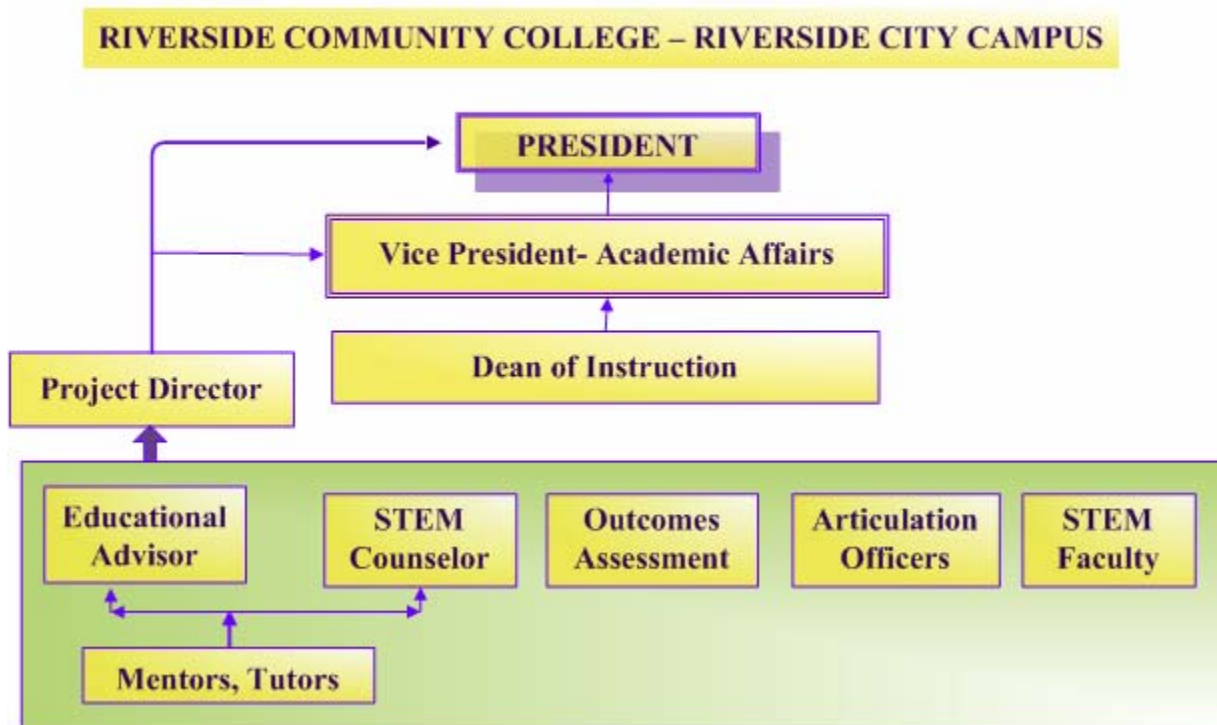 RIVERSIDE COMMUNITY COLLEGE – RIVERSIDE CITY CAMPUS
PRESIDENT
Vice President- Academic Affairs
Dean of Instruction
Project Director
Educational
Advisor
STEM
Counselor
Outcomes
Assessment
Articulation
Officers
STEM
Faculty
Mentors, Tutors